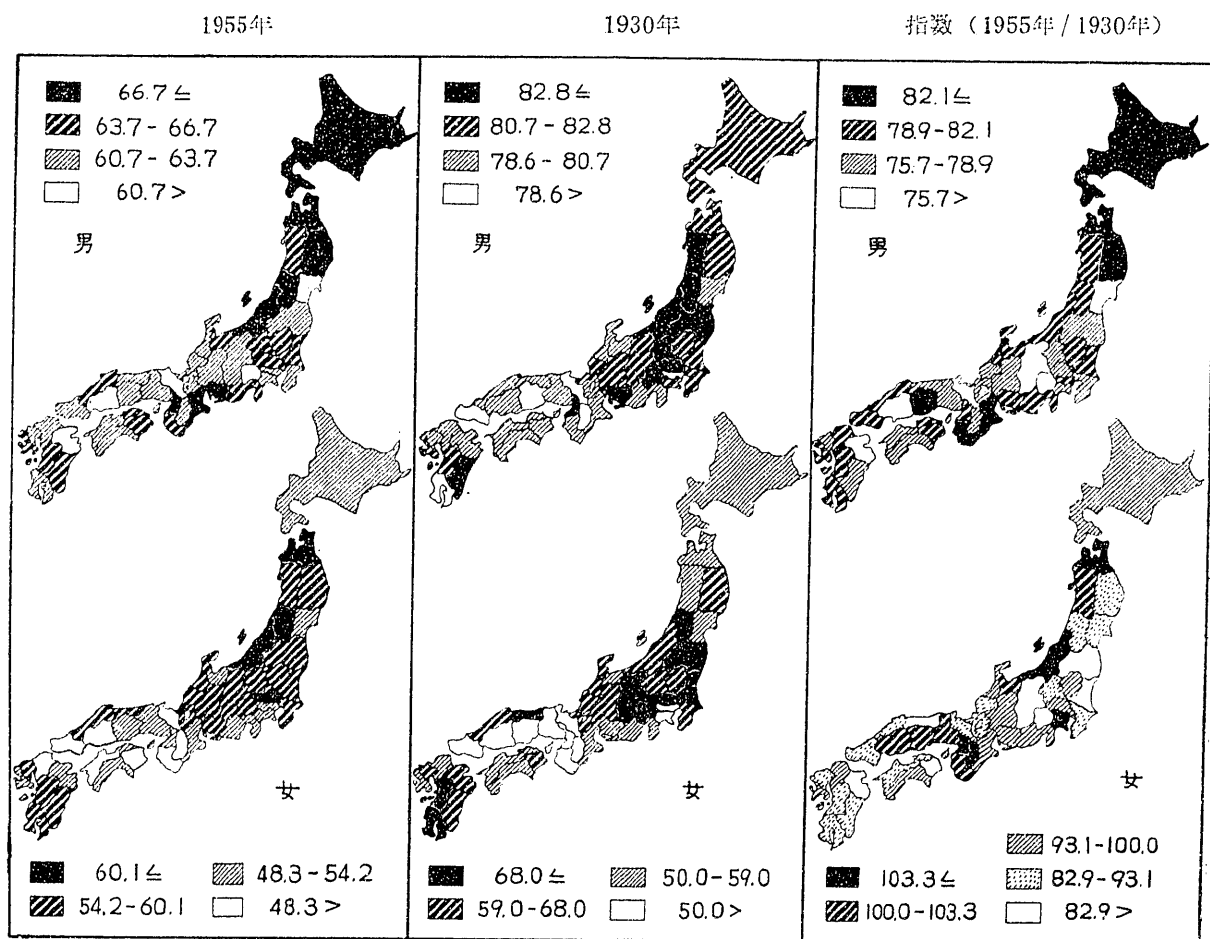 1955年
1930年
指数（1955年/1930年）
66.7≦
63.7-66.7
60.7-63.7
60.7>
男
82.8≦
80.7-82.8
78.6-80.7
78.6>
男
82.1≦
78.9-82.1
75.7-78.9
75.7>
男
女
60.1≦
54.2-60.1
48.3-54.2
48.3>
女
68.0≦
59.0-68.0
50.0-59.0
50.0>
女
93.1-100.0
103.3≦
82.9-93.1
100.0-103.3
82.9>